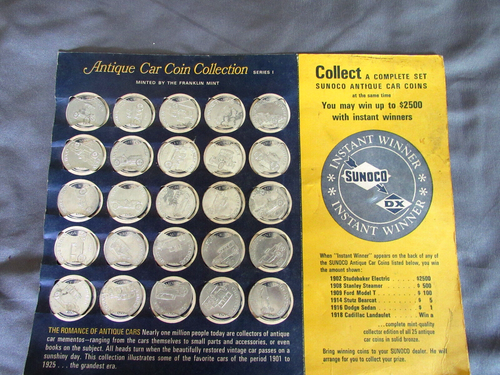 Antique Car Coin Collection SERIES I
MINTED BY THE FRANKLIN MINT
THE ROMANCE OF ANTIQUE CARS Nearly one million people today are collectors of antique
car mementos—ranging from the cars themselves to small parts and accessories, or even
books on the subject. All heads turn when the beautifully restored vintage car passes on a
sunshiny day. This collection illustrates some of the favorite cars of the period 1901 to
1925 . . . the grandest era.
Collect A COMPLETE SET
SUNOCO ANTIQUE CAR COINS
at the same time
You may win up to $2500
with instant winners
INSTANT WINNER
SUNOCO
DX
INSTANT WINNER
When "Instant Winner" appears on the back of any of
the SUNOCO Antique Car Coins listed below, you win
the amount shown:
1902 Studebaker Electric $2500
1908 Stanley Steamer $ 500
1909 Ford Model T $ 100
1914 Stutz Bearcat $ 5
1916 Dodge Sedan $ 1
1918 Cadillac Landaulet Win a
...complete mint-quality
collector edition of all 25 antique
car coins in solid bronze.
Bring winning coins to your SUNOCO dealer. He will
arrange for you to collect your prize.